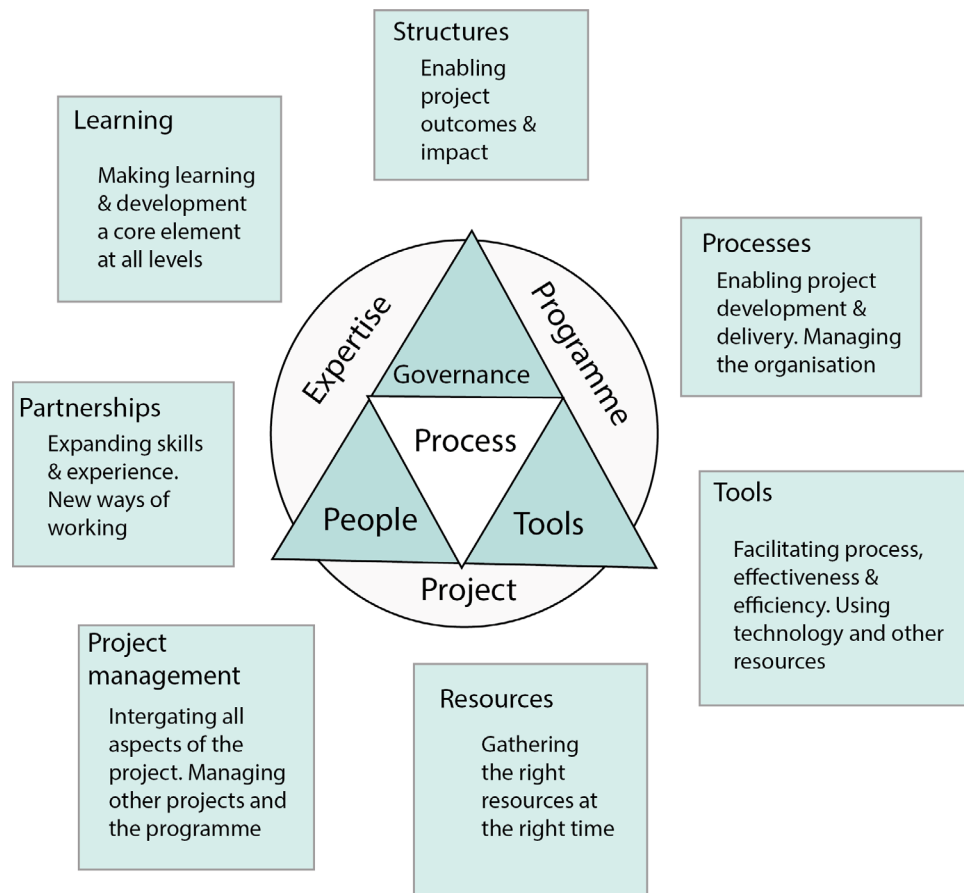 Structures
Enabling
project
outcomes &
impact
Learning
Making learning
& development
a core element
at all levels
Processes
Enabling project
development &
delivery. Managing
the organisation
Expertise
Programme
Governance
Process
People
Tools
Project
Partnerships
Expanding skills
& experience.
New ways of
working
Tools
Facilitating process,
effectiveness &
efficiency. Using
technology and other
resources
Project
management
Intergating all
aspects of the
project. Managing
other projects and
the programme
Resources
Gathering
the right
resources at
the right time